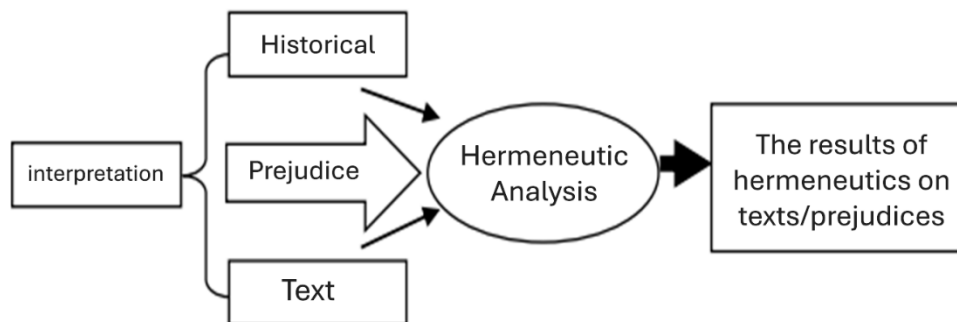 Historical
interpretation
Prejudice
Text
Hermeneutic
Analysis
The results of
hermeneutics on
texts/prejudices